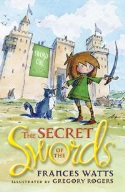 THE SECRET
OF THE
Swords
FRANCES WATTS
ILLUSTRATED BY GREGORY ROGERS